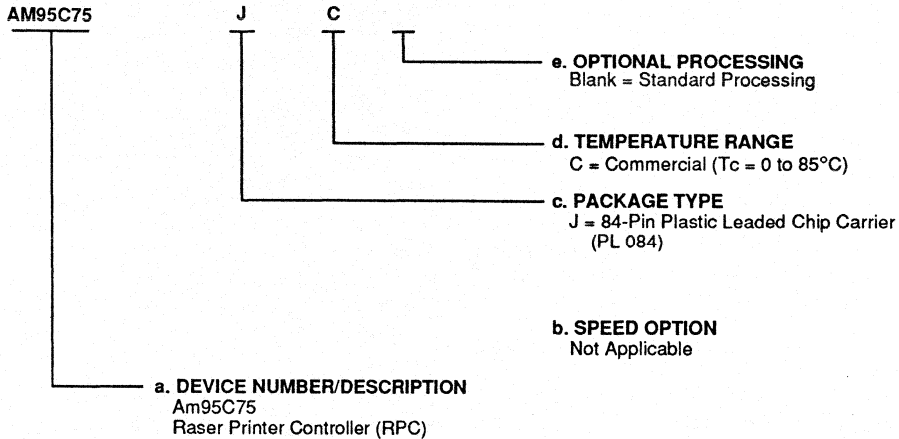 AM95C75 J C
e. OPTIONAL PROCESSING
Blank = Standard Processing
d. TEMPERATURE RANGE
C = Commercial (Tc = 0 to 85°C)
c. PACKAGE TYPE
J = 84-Pin Plastic Leaded Chip Carrier
(PL 084)
b. SPEED OPTION
Not Applicable
a. DEVICE NUMBER/DESCRIPTION
Am95C75
Raser Printer Controller (RPC)